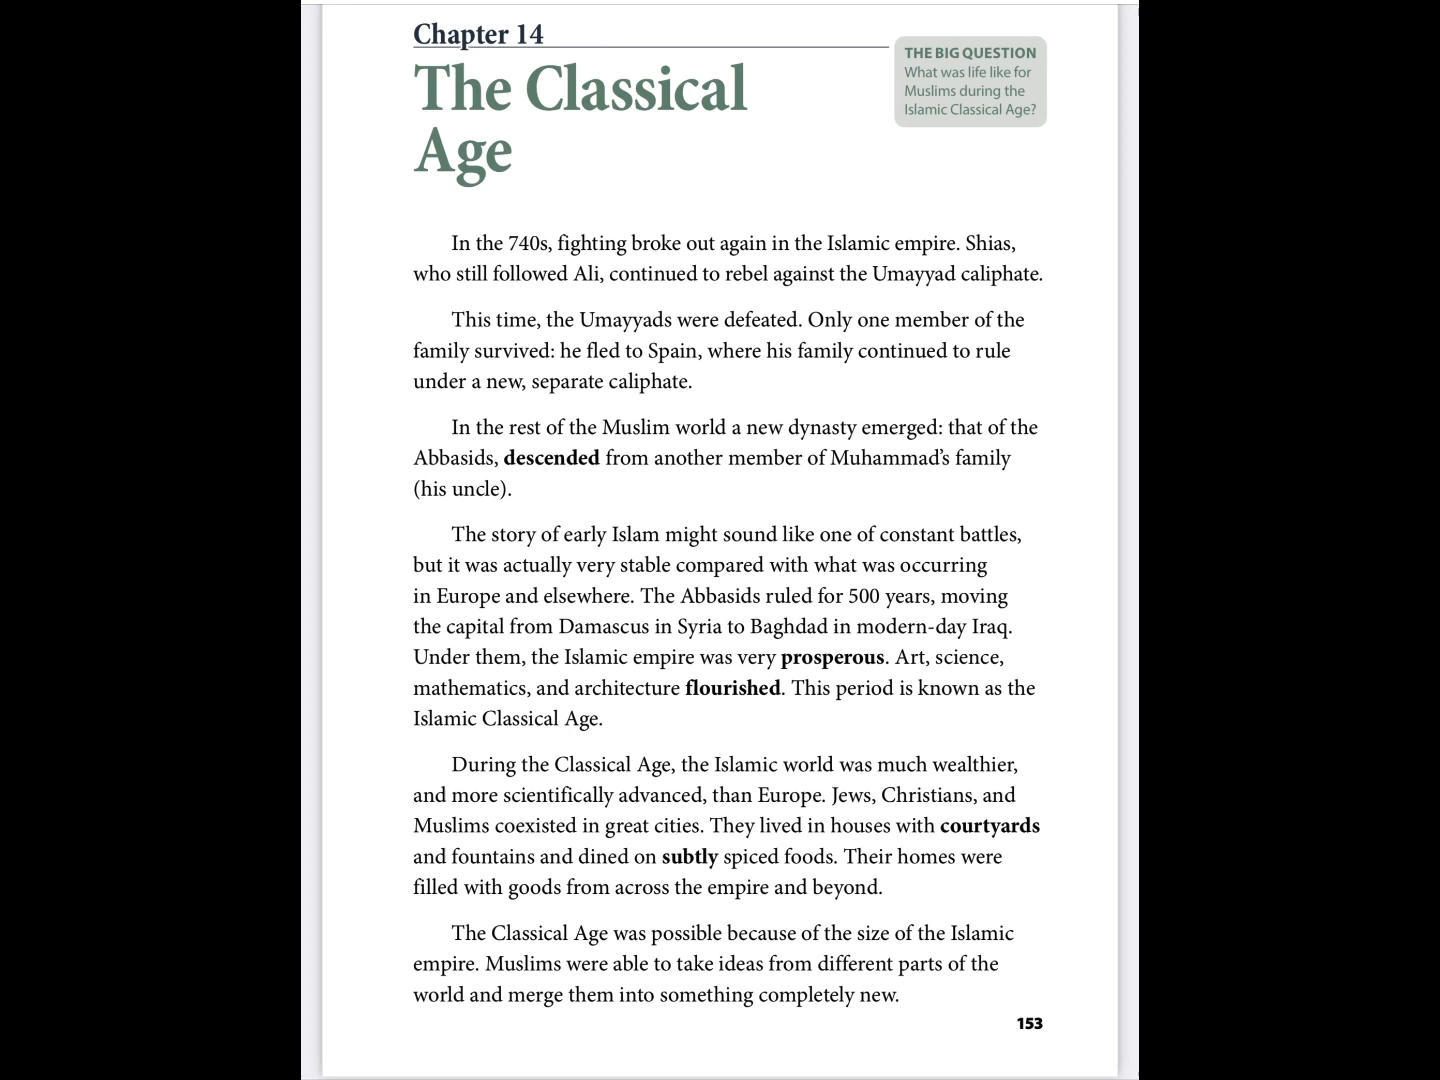 Chapter 14
The Classical
Age
THE BIG QUESTION
What was life like for
Muslims during the
Islamic Classical Age?
In the 740s, fighting broke out again in the Islamic empire. Shias,
who still followed Ali, continued to rebel against the Umayyad caliphate.
This time, the Umayyads were defeated. Only one member of the
family survived: he fled to Spain, where his family continued to rule
under a new, separate caliphate.
In the rest of the Muslim world a new dynasty emerged: that of the
Abbasids, descended from another member of Muhammad’s family
(his uncle).
The story of early Islam might sound like one of constant battles,
but it was actually very stable compared with what was occurring
in Europe and elsewhere. The Abbasids ruled for 500 years, moving
the capital from Damascus in Syria to Baghdad in modern-day Iraq.
Under them, the Islamic empire was very prosperous. Art, science,
mathematics, and architecture flourished. This period is known as the
Islamic Classical Age.
During the Classical Age, the Islamic world was much wealthier,
and more scientifically advanced, than Europe. Jews, Christians, and
Muslims coexisted in great cities. They lived in houses with courtyards
and fountains and dined on subtly spiced foods. Their homes were
filled with goods from across the empire and beyond.
The Classical Age was possible because of the size of the Islamic
empire. Muslims were able to take ideas from different parts of the
world and merge them into something completely new.
153